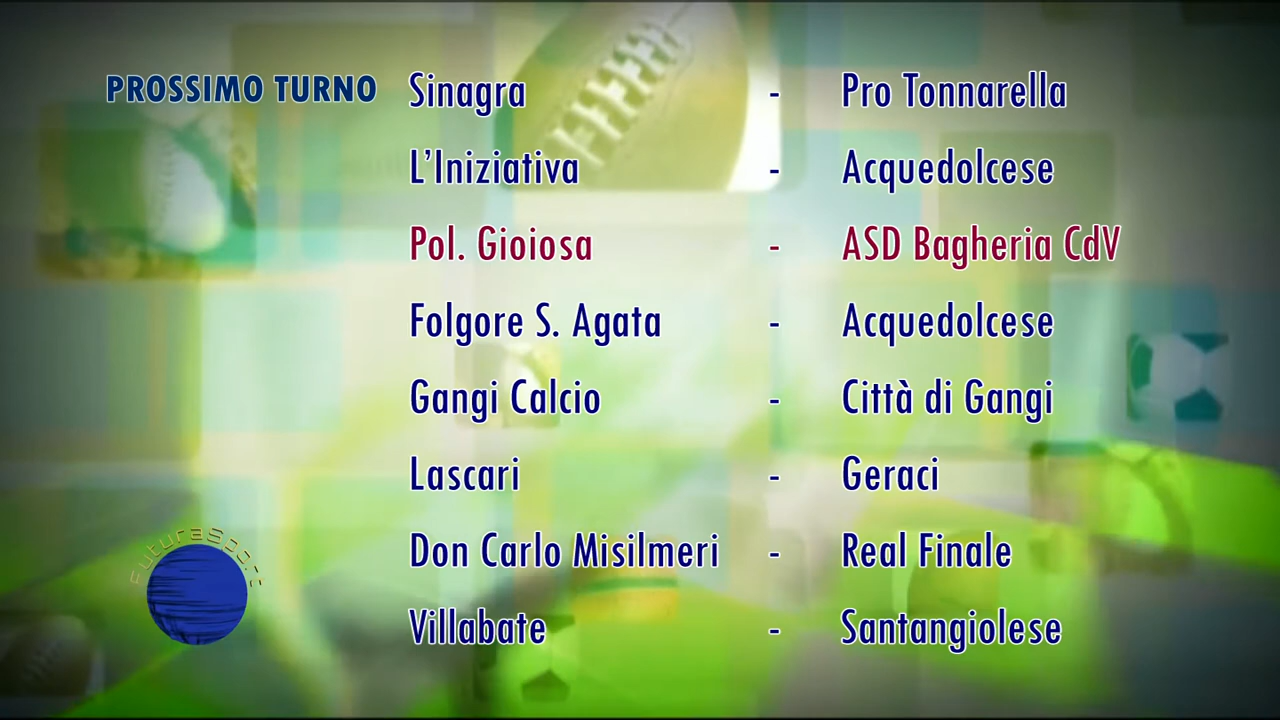 PROSSIMO TURNO
Sinagra - Pro Tonnarella
L'Iniziativa - Acquedolcese
Pol. Gioiosa - ASD Bagheria CdV
Folgore S. Agata - Acquedolcese
Gangi Calcio - Città di Gangi
Lascari - Geraci
Don Carlo Misilmeri - Real Finale
Villabate - Santangiolese
FuturaSport